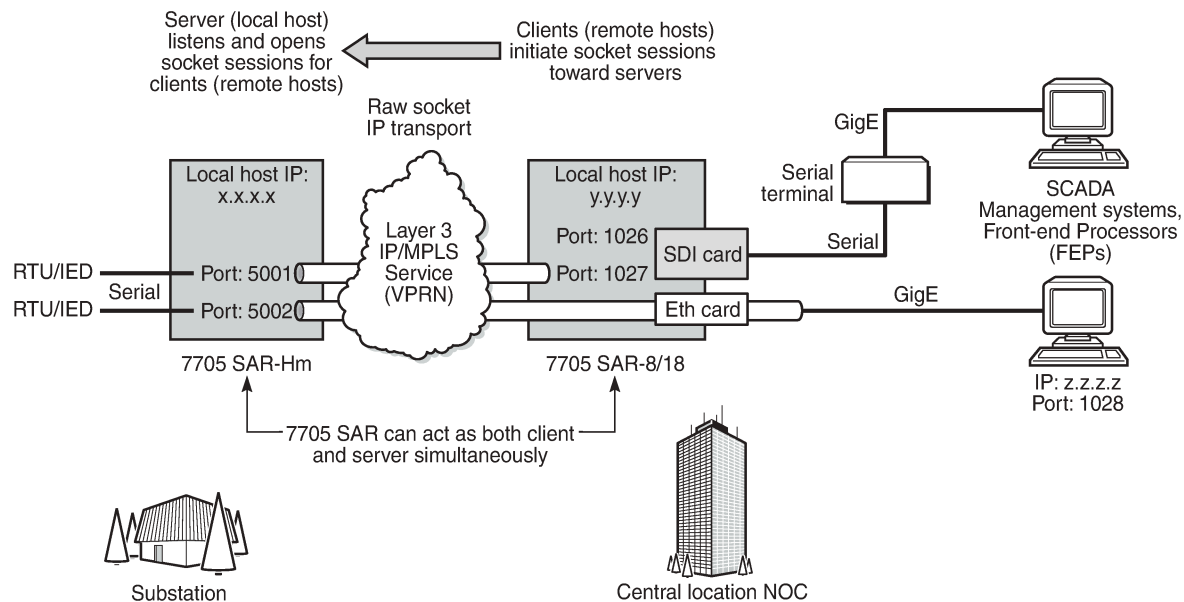 Server (local host)
listens and opens
socket sessions for
clients (remote hosts)
Clients (remote hosts)
initiate socket sessions
toward servers
Raw socket
IP transport
Local host IP:
x.x.x.x
Layer 3
IP/MPLS
Service
(VPRN)
Local host IP:
y.y.y.y
Port: 1026
Port: 1027
SDI card
Eth card
GigE
Serial
terminal
Serial
SCADA
Management systems,
Front-end Processors
(FEPs)
RTU/IED
Serial
RTU/IED
Port: 5001
Port: 5002
GigE
7705 SAR-Hm
7705 SAR-8/18
IP: z.z.z.z
Port: 1028
7705 SAR can act as both client
and server simultaneously
Substation
Central location NOC